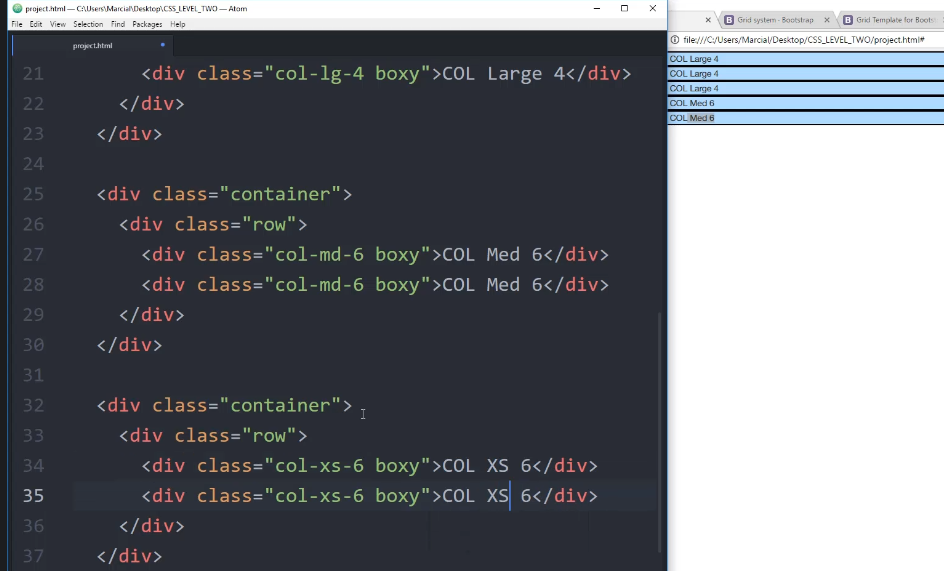 project.html — C:\Users\Marcial\Desktop\CSS_LEVEL_TWO — Atom
File Edit View Selection Find Packages Help
project.html
21 <div class="col-lg-4 boxy">COL Large 4</div>
22 </div>
23 </div>
24
25 <div class="container">
26 <div class="row">
27 <div class="col-md-6 boxy">COL Med 6</div>
28 <div class="col-md-6 boxy">COL Med 6</div>
29 </div>
30 </div>
31
32 <div class="container">
33 <div class="row">
34 <div class="col-xs-6 boxy">COL XS 6</div>
35 <div class="col-xs-6 boxy">COL XS 6</div>
36 </div>
37 </div>
Grid system · Bootstrap
Grid Template for Boots
file:///C:/Users/Marcial/Desktop/CSS_LEVEL_TWO/project.html#
COL Large 4
COL Large 4
COL Large 4
COL Med 6
COL Med 6